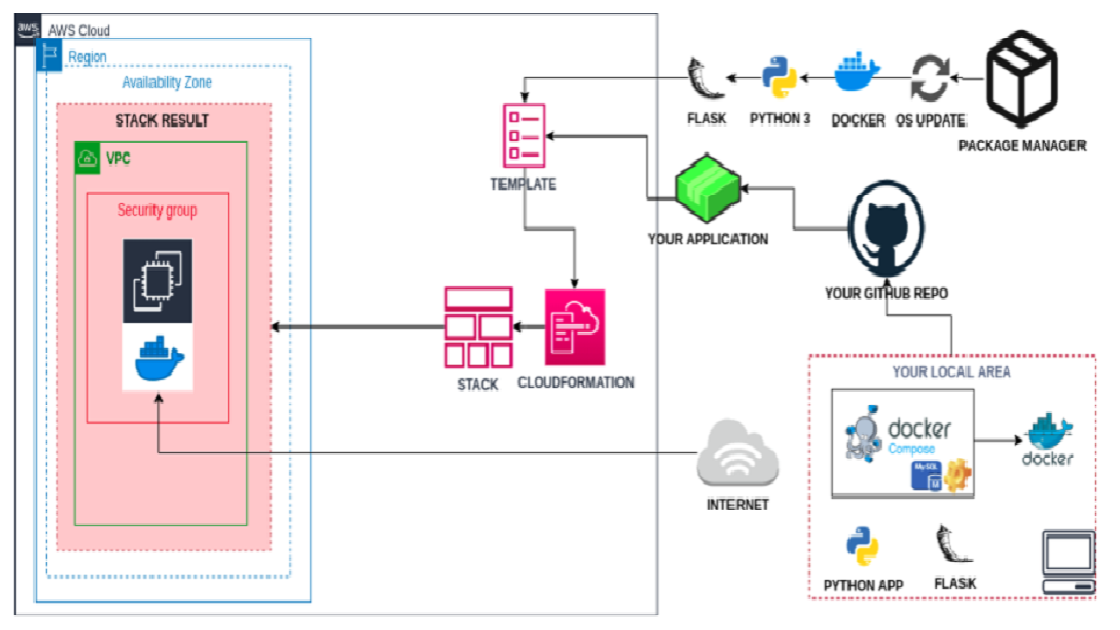 aws
AWS Cloud
Region
Availability Zone
STACK RESULT
VPC
Security group
TEMPLATE
STACK
CLOUDFORMATION
FLASK
PYTHON 3
DOCKER
OS UPDATE
PACKAGE MANAGER
YOUR APPLICATION
YOUR GITHUB REPO
INTERNET
YOUR LOCAIL AREA
docker
Compose
MySQL
docker
PYTHON APP
FLASK